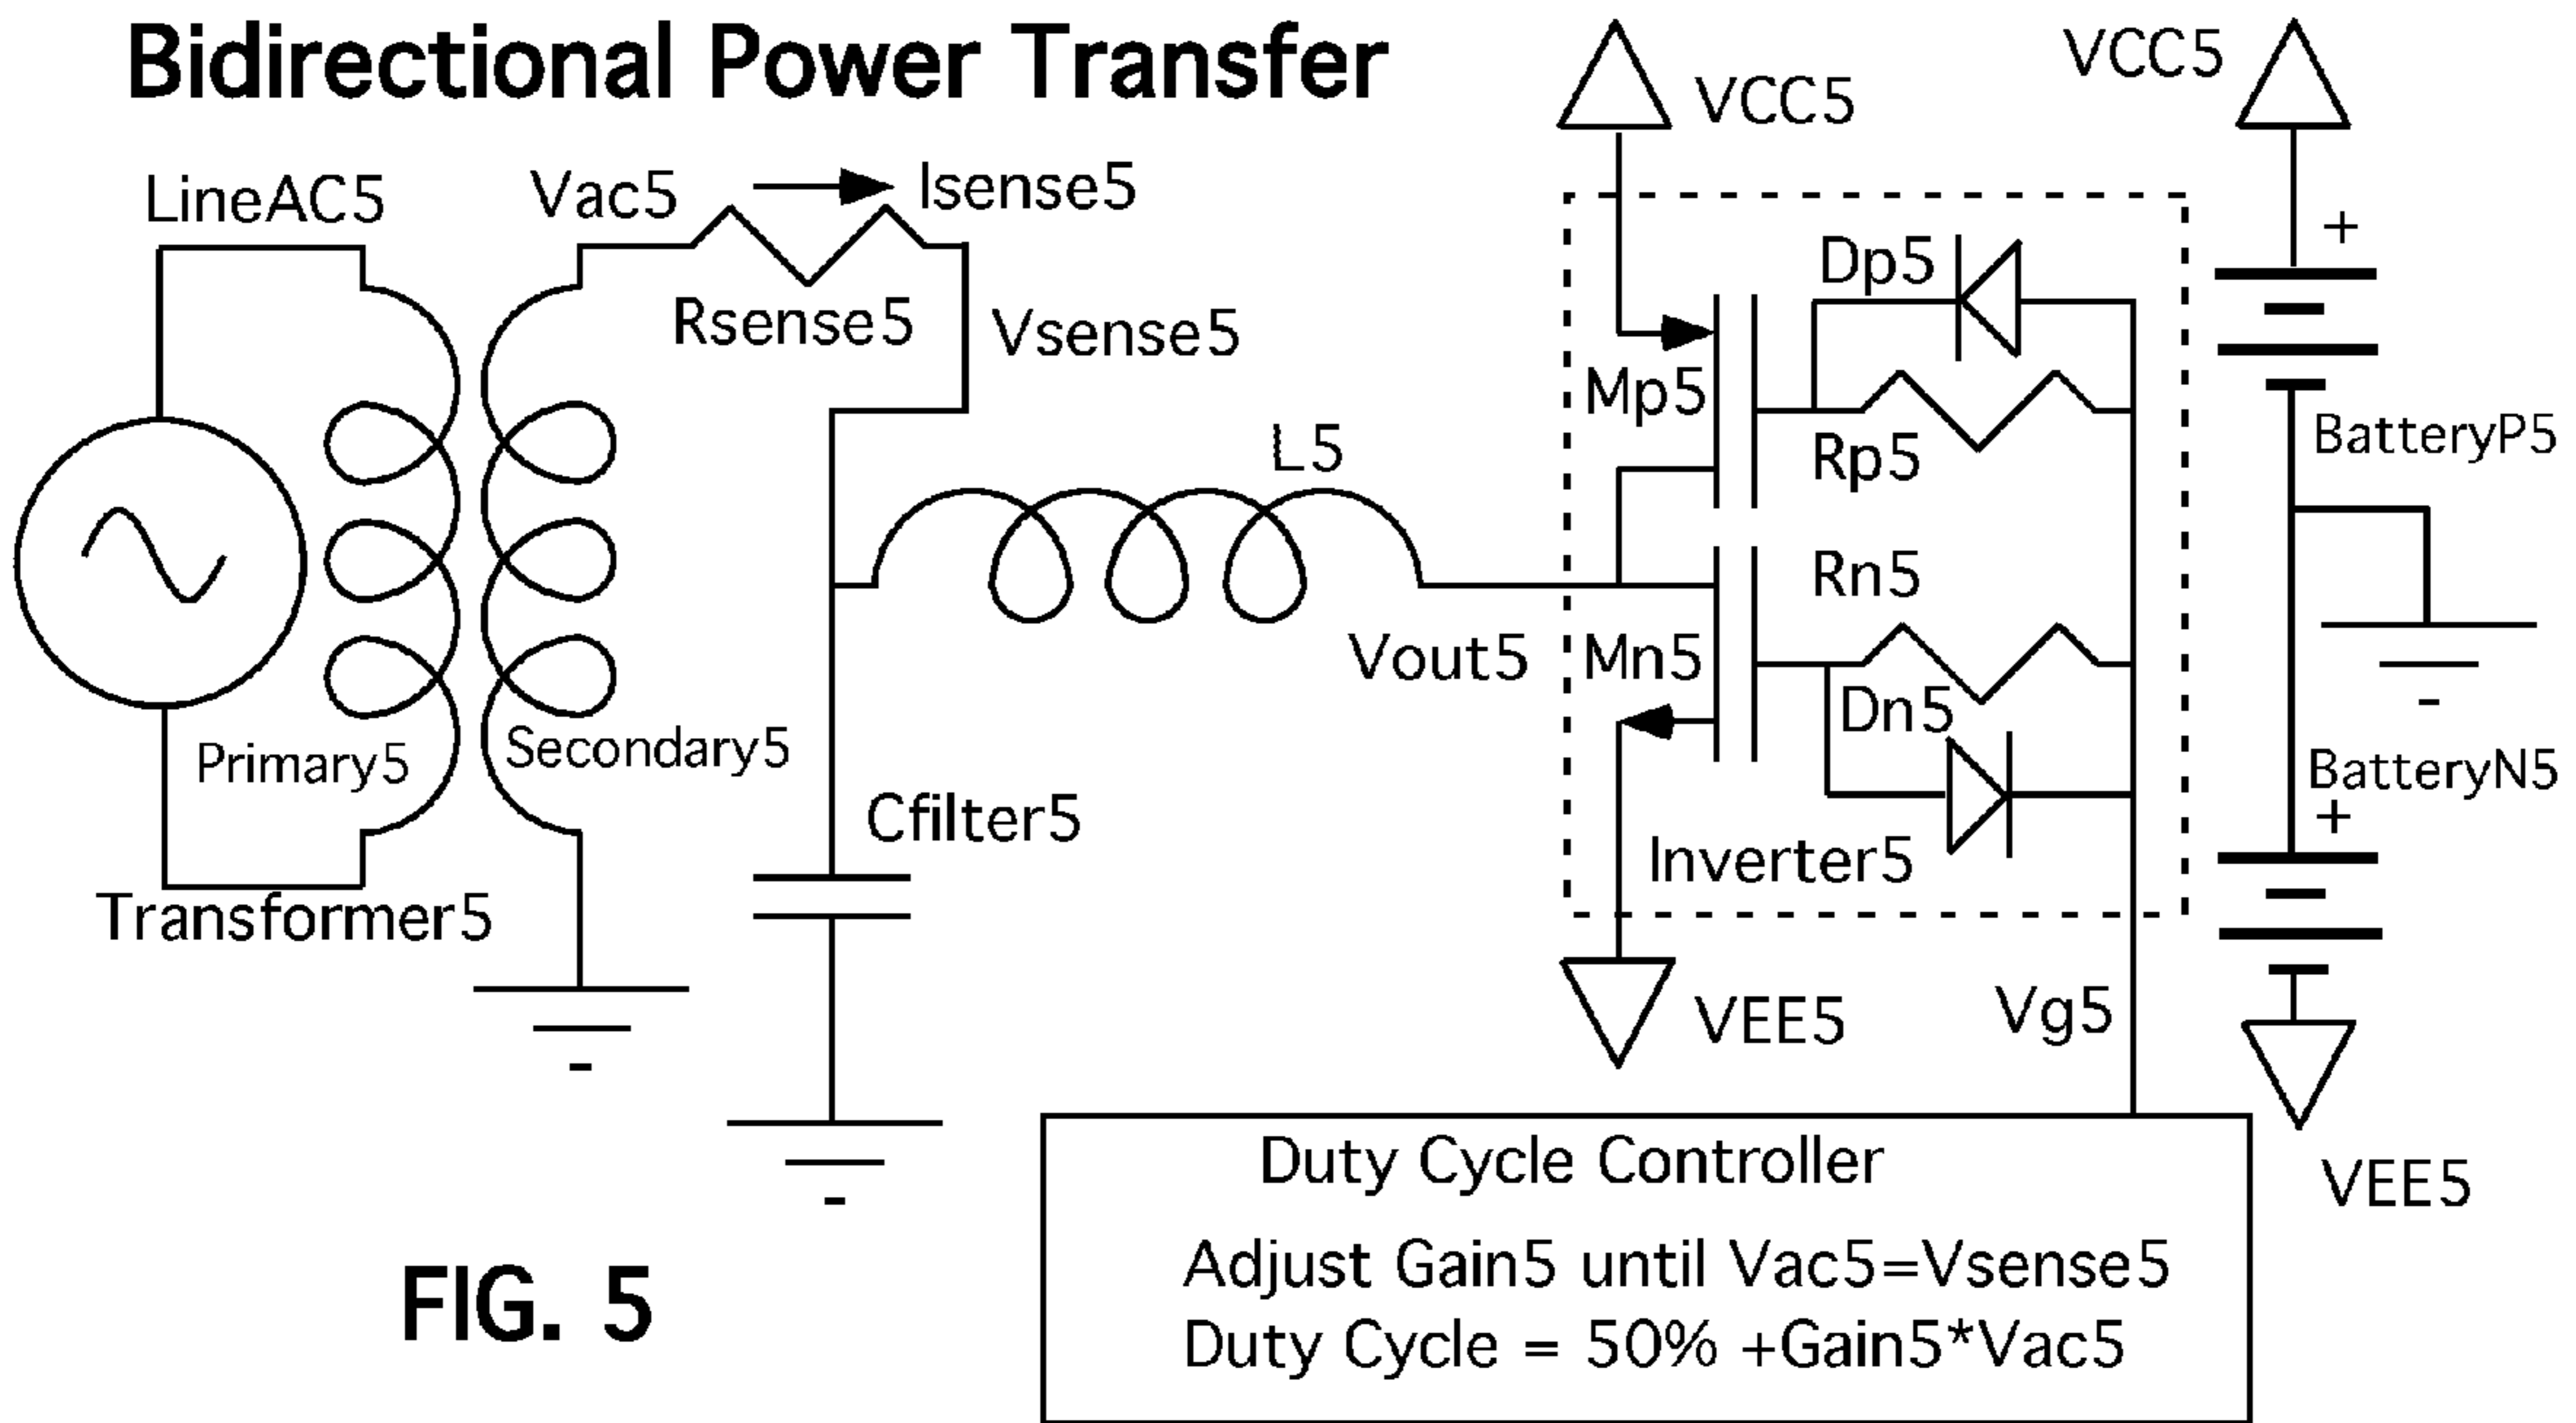 Bidirectional Power Transfer
VCC5
VCC5
LineAC5
Vac5
Isense5
+
Dp5
Rsense5
Vsense5
Mp5
L5
Rp5
BatteryP5
Rn5
Vout5
Mn5
Dn5
-
Primary5
Secondary5
BatteryN5
+
Cfilter5
Inverter5
Transformer5
VEE5
Vg5
-
-
VEE5
Duty Cycle Controller
Adjust Gain5 until Vac5=Vsense5
Duty Cycle = 50% +Gain5*Vac5
FIG. 5